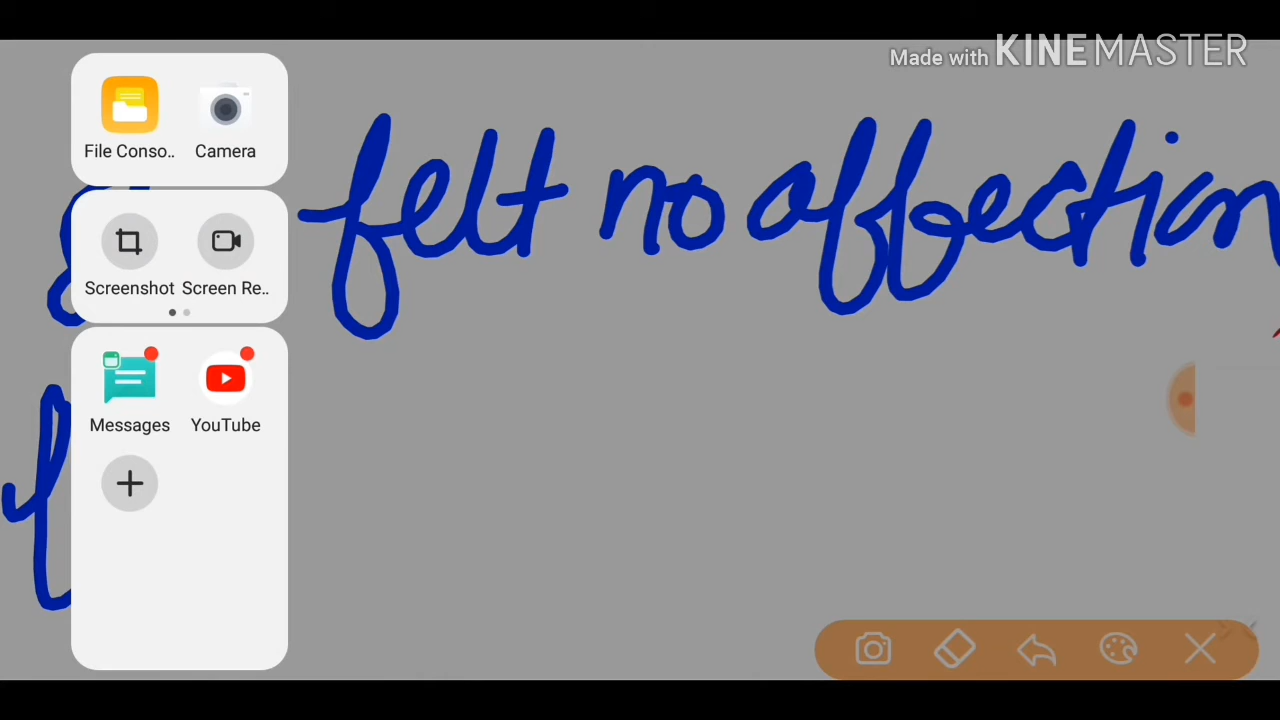 Made with KINEMASTER
File Conso.. Camera
felt no affection
Screenshot Screen Re..
Messages YouTube